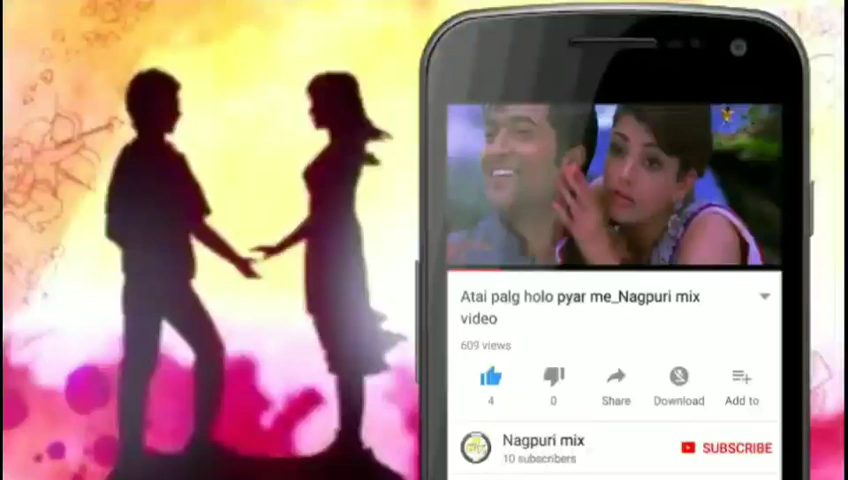 Atai palg holo pyar me_Nagpuri mix
video
609 views
4
0
Share
Download
Add to
Nagpuri mix
10 subscribers
SUBSCRIBE